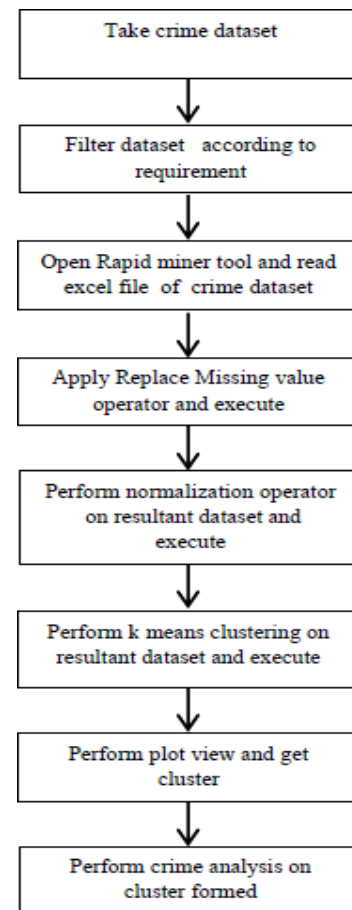 Take crime dataset
Filter dataset according to
requirement
Open Rapid miner tool and read
excel file of crime dataset
Apply Replace Missing value
operator and execute
Perform normalization operator
on resultant dataset and
execute
Perform k means clustering on
resultant dataset and execute
Perform plot view and get
cluster
Perform crime analysis on
cluster formed